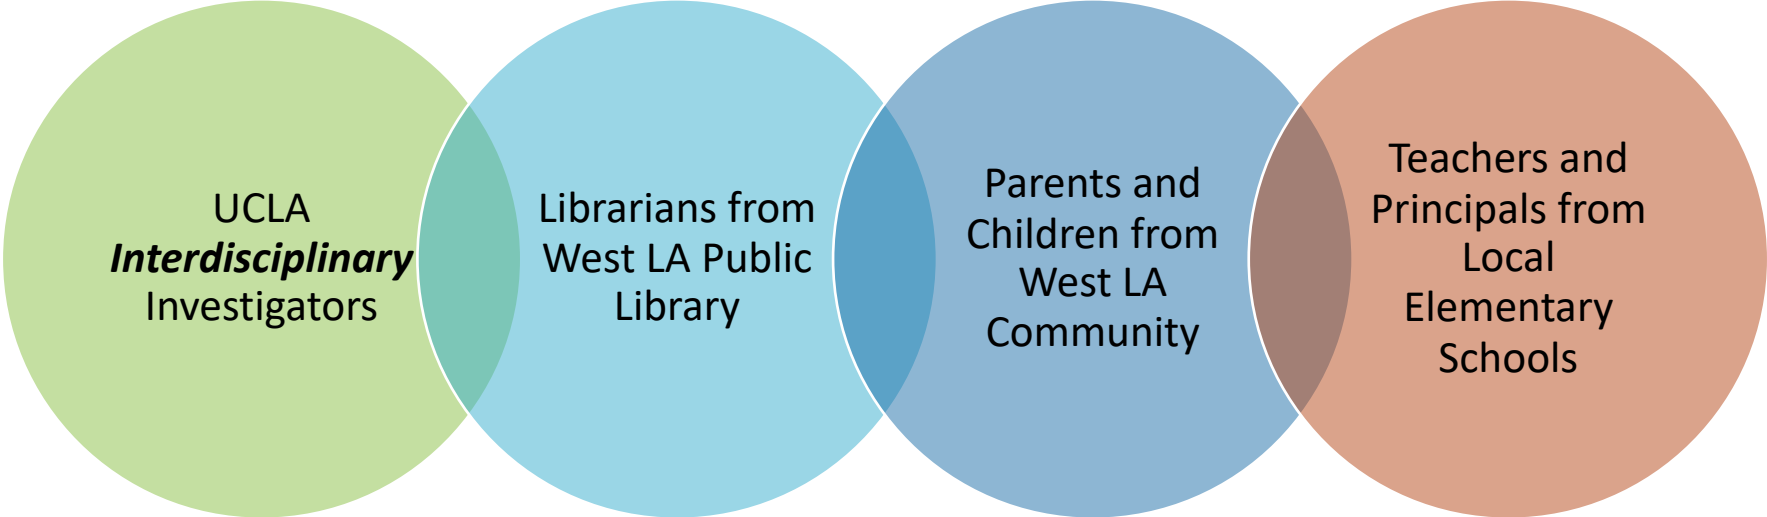 UCLA
Interdisciplinary
Investigators
Librarians from
West LA Public
Library
Parents and
Children from
West LA
Community
Teachers and
Principals from
Local
Elementary
Schools